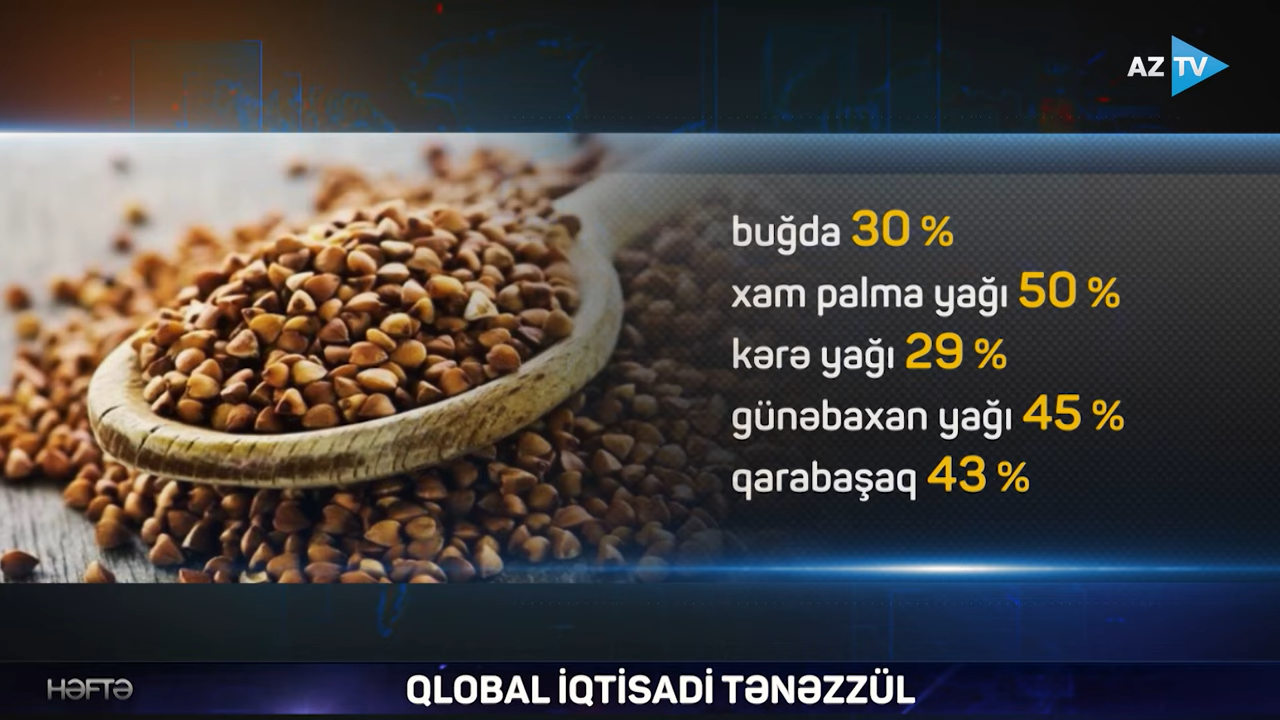 AZ TV
buğda 30 %
xam palma yağı 50 %
kərə yağı 29 %
günəbaxan yağı 45 %
qarabaşaq 43 %
HƏFTƏ
QLOBAL İQTİSADİ TƏNƏZZÜL